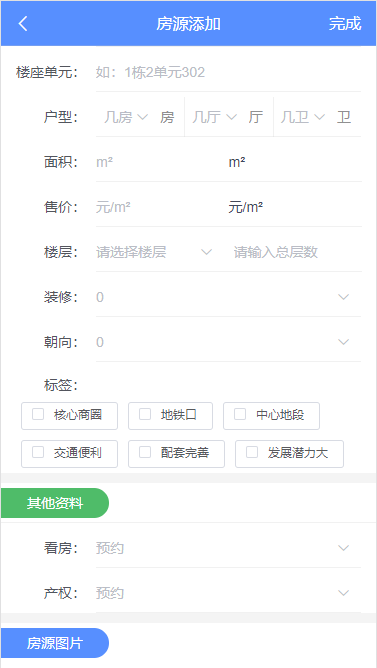 房源添加 完成
楼座单元： 如：1栋2单元302
户型： 几房 房 几厅 厅 几卫 卫
面积： m² m²
售价： 元/m² 元/m²
楼层： 请选择楼层 请输入总层数
装修： 0
朝向： 0
标签：
核心商圈 地铁口 中心地段
交通便利 配套完善 发展潜力大
其他资料
看房： 预约
产权： 预约
房源图片